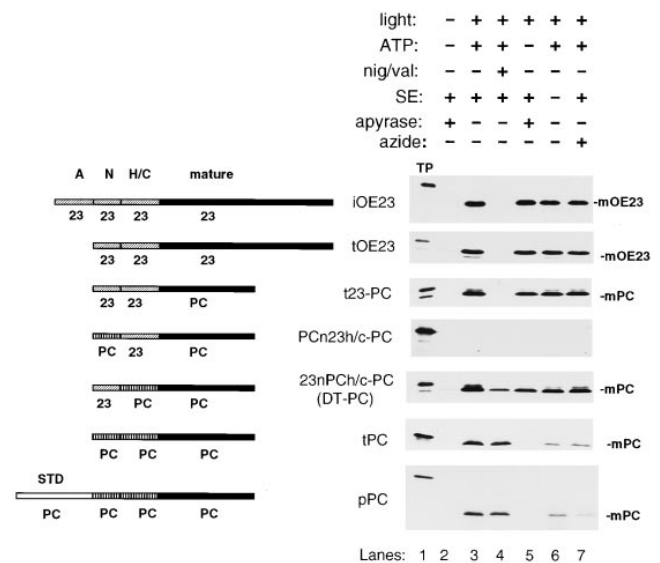 light: − + + + + +
ATP: − + + − + +
nig/val: − − + − − −
SE: + + + + − +
apyrase: + − − + − −
azide: − − − − − +
A N H/C mature
TP
23 23 23 23
iOE23
-mOE23
23 23 23
tOE23
-mOE23
23 23 PC
t23-PC
-mPC
PC 23 PC
PCn23h/c-PC
23 PC PC
23nPCh/c-PC
(DT-PC)
-mPC
PC PC PC
tPC
-mPC
STD
PC PC PC PC
pPC
-mPC
Lanes: 1 2 3 4 5 6 7